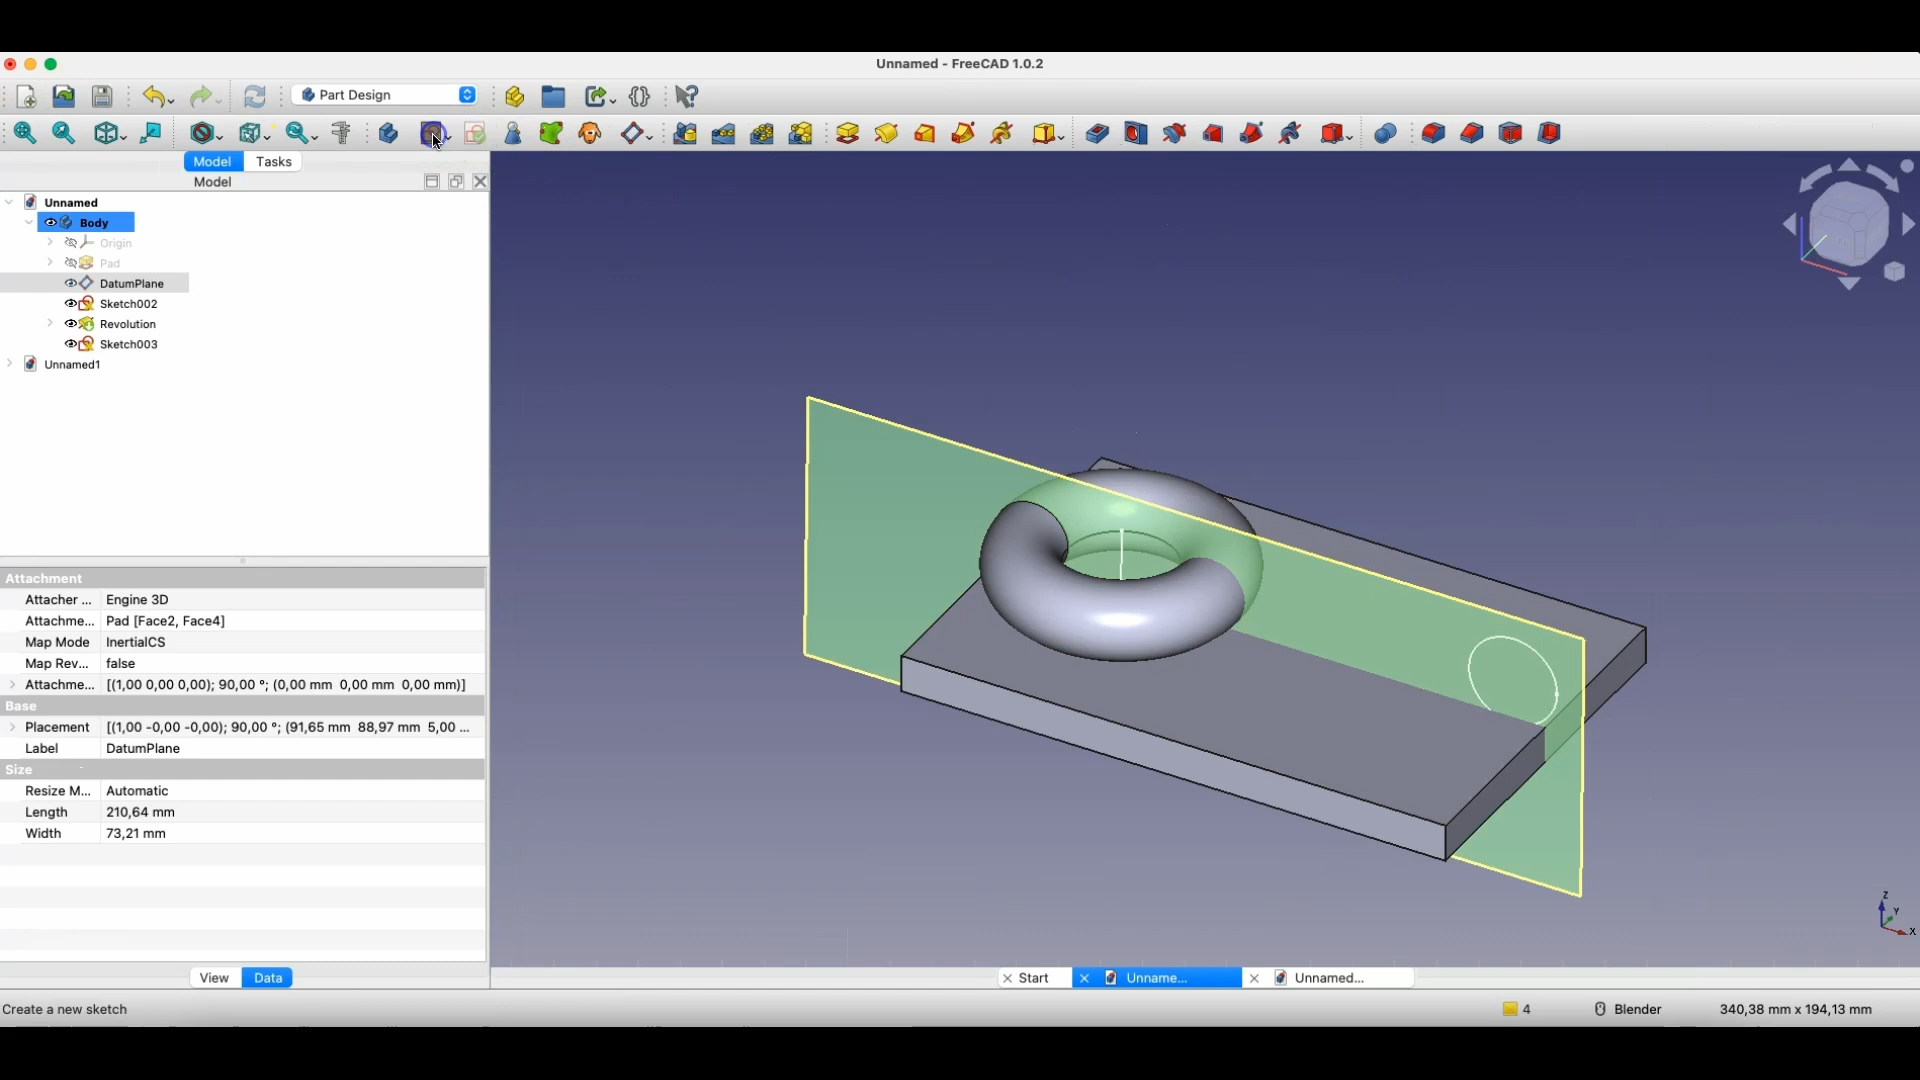 Unnamed - FreeCAD 1.0.2
Part Design
Model Tasks
Model
Unnamed
Body
Origin
Pad
DatumPlane
Sketch002
Revolution
Sketch003
Unnamed1
Attachment
Attacher ... Engine 3D
Attachme... Pad [Face2, Face4]
Map Mode InertialCS
Map Rev... false
Attachme... [(1,00 0,00 0,00); 90,00 °; (0,00 mm 0,00 mm 0,00 mm)]
Base
Placement [(1,00 -0,00 -0,00); 90,00 °; (91,65 mm 88,97 mm 5,00 ...
Label DatumPlane
Size
Resize M... Automatic
Length 210,64 mm
Width 73,21 mm
Z
Y
X
View Data
Start Unname... Unnamed...
Create a new sketch 4 Blender 340,38 mm x 194,13 mm